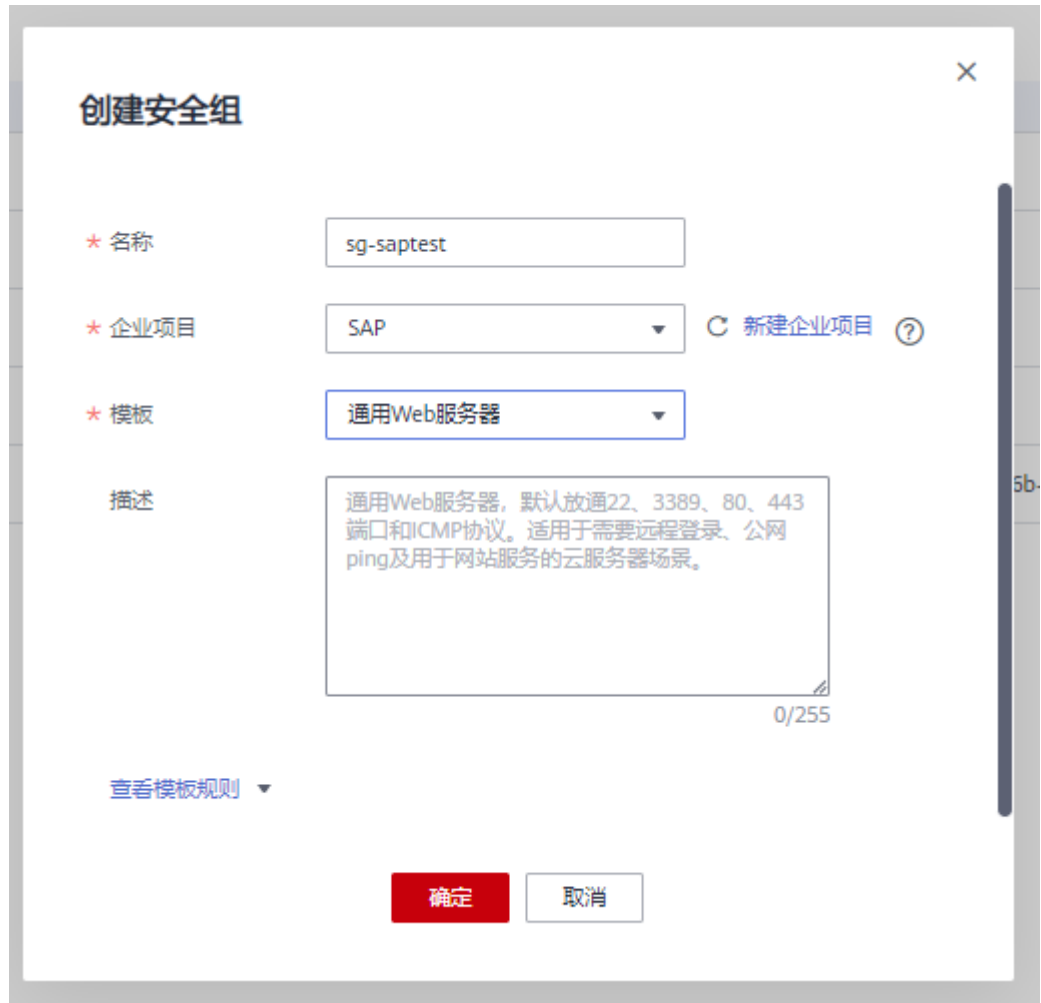 创建安全组
* 名称
sg-saptest
* 企业项目
SAP
新建企业项目
?
* 模板
通用Web服务器
描述
通用Web服务器，默认放通22、3389、80、443
端口和ICMP协议。适用于需要远程登录、公网
ping及用于网站服务的云服务器场景。
0/255
查看模板规则
确定
取消